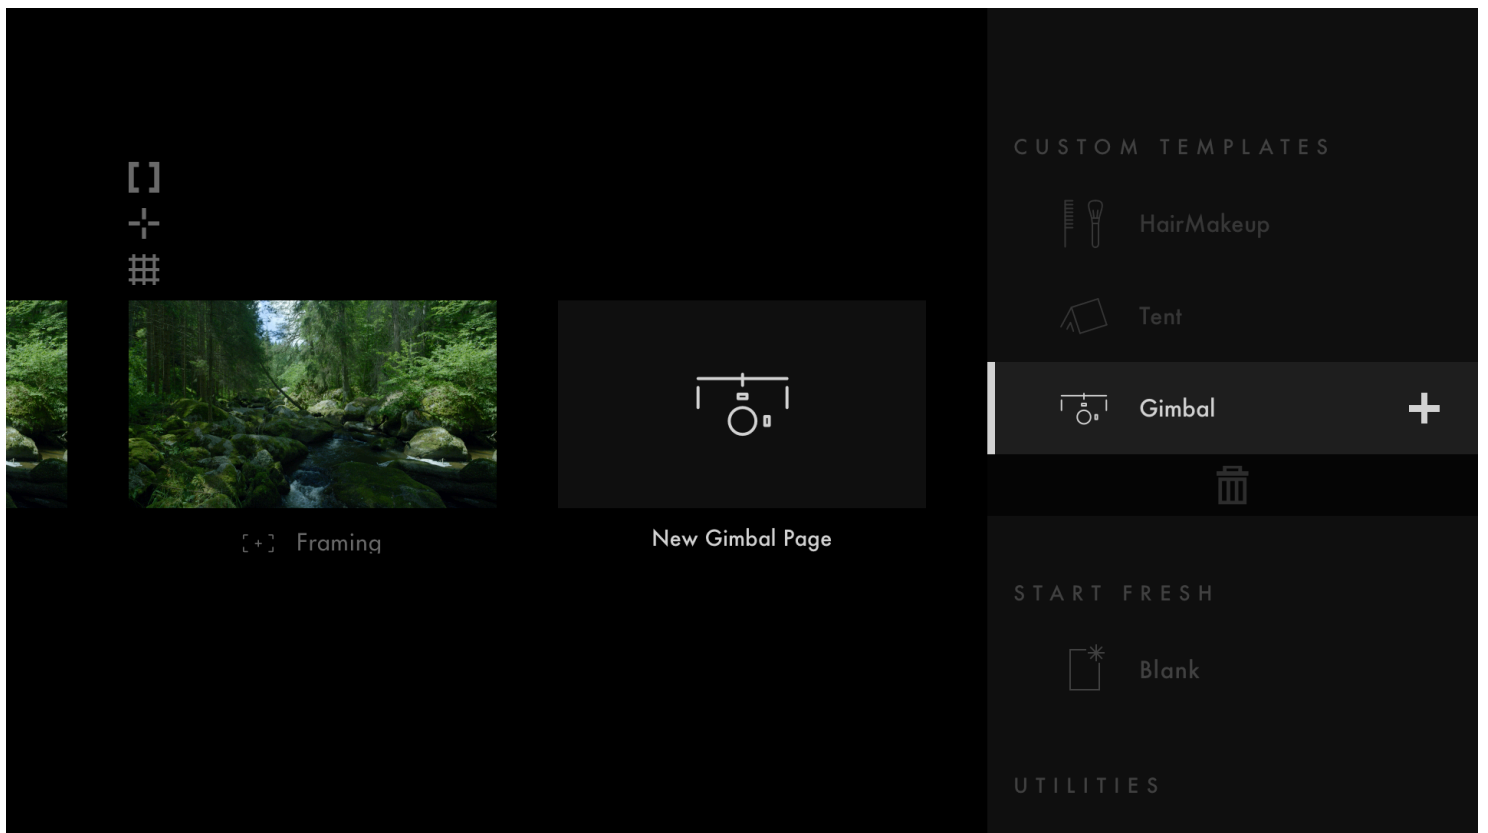 CUSTOM TEMPLATES
HairMakeup
Tent
Gimbal
Framing
New Gimbal Page
START FRESH
Blank
UTILITIES